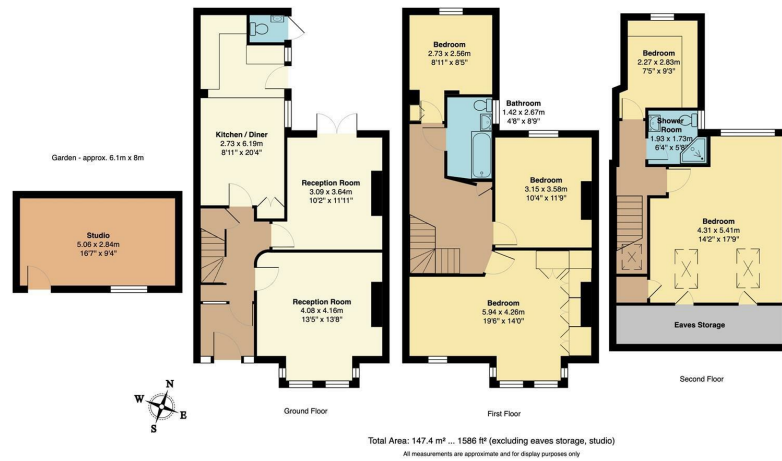 Garden - approx. 6.1m x 8m
Studio
5.06 x 2.84m
16'7" x 9'4"
Kitchen / Diner
2.73 x 6.19m
8'11" x 20'4"
Reception Room
3.09 x 3.64m
10'2" x 11'11"
Reception Room
4.08 x 4.16m
13'5" x 13'8"
Ground Floor
Bedroom
2.73 x 2.56m
8'11" x 8'5"
Bathroom
1.42 x 2.67m
4'8" x 8'9"
Bedroom
3.15 x 3.58m
10'4" x 11'9"
Bedroom
5.94 x 4.26m
19'6" x 14'0"
First Floor
Bedroom
2.27 x 2.83m
7'5" x 9'3"
Shower
Room
1.93 x 1.73m
6'4" x 5'8"
Bedroom
4.31 x 5.41m
14'2" x 17'9"
Eaves Storage
Second Floor
N
W
E
S
Total Area: 147.4 m² ... 1586 ft² (excluding eaves storage, studio)
All measurements are approximate and for display purposes only